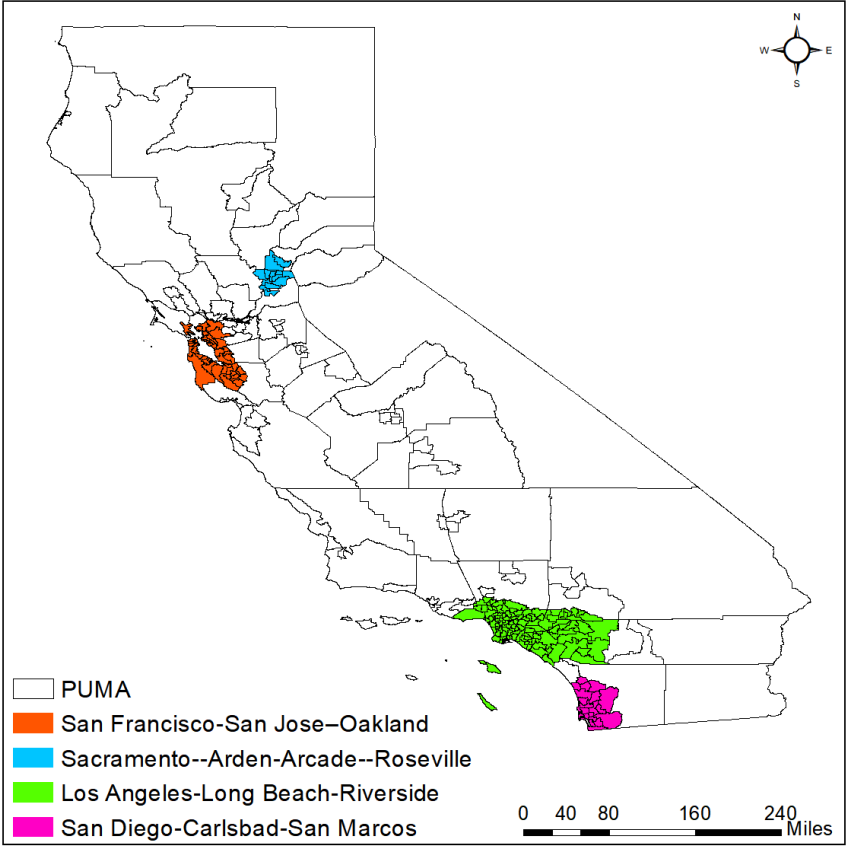 N
W E
S
PUMA
San Francisco-San Jose–Oakland
Sacramento--Arden-Arcade--Roseville
Los Angeles-Long Beach-Riverside
San Diego-Carlsbad-San Marcos
0 40 80 160 240
Miles